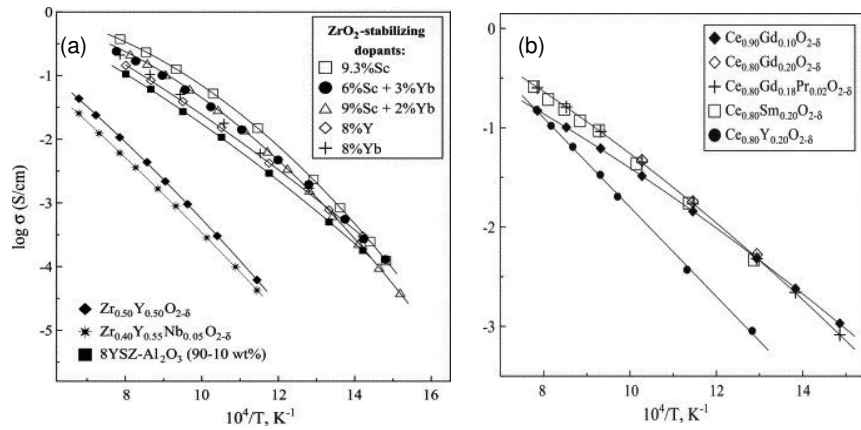 (a)
ZrO₂-stabilizing
dopants:
9.3%Sc
6%Sc + 3%Yb
9%Sc + 2%Yb
8%Y
8%Yb
Zr₀.₅₀Y₀.₅₀O₂₋δ
Zr₀.₄₀Y₀.₅₅Nb₀.₀₅O₂₋δ
8YSZ-Al₂O₃ (90-10 wt%)
log σ (S/cm)
0
-1
-2
-3
-4
-5
8 10 12 14 16
10⁴/T, K⁻¹
(b)
Ce₀.₉₀Gd₀.₁₀O₂₋δ
Ce₀.₈₀Gd₀.₂₀O₂₋δ
Ce₀.₈₀Gd₀.₁₈Pr₀.₀₂O₂₋δ
Ce₀.₈₀Sm₀.₂₀O₂₋δ
Ce₀.₈₀Y₀.₂₀O₂₋δ
0
-1
-2
-3
8 10 12 14
10⁴/T, K⁻¹